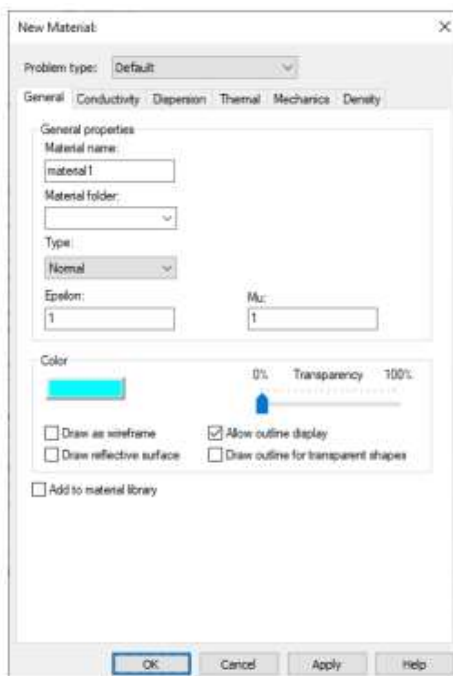 New Material:
Problem type: Default
General Conductivity Dispersion Thermal Mechanics Density
General properties
Material name:
material1
Material folder:
Type:
Normal
Epsilon: Mu:
1 1
Color
0% Transparency 100%
Draw as wireframe Allow outline display
Draw reflective surface Draw outline for transparent shapes
Add to material library
OK Cancel Apply Help